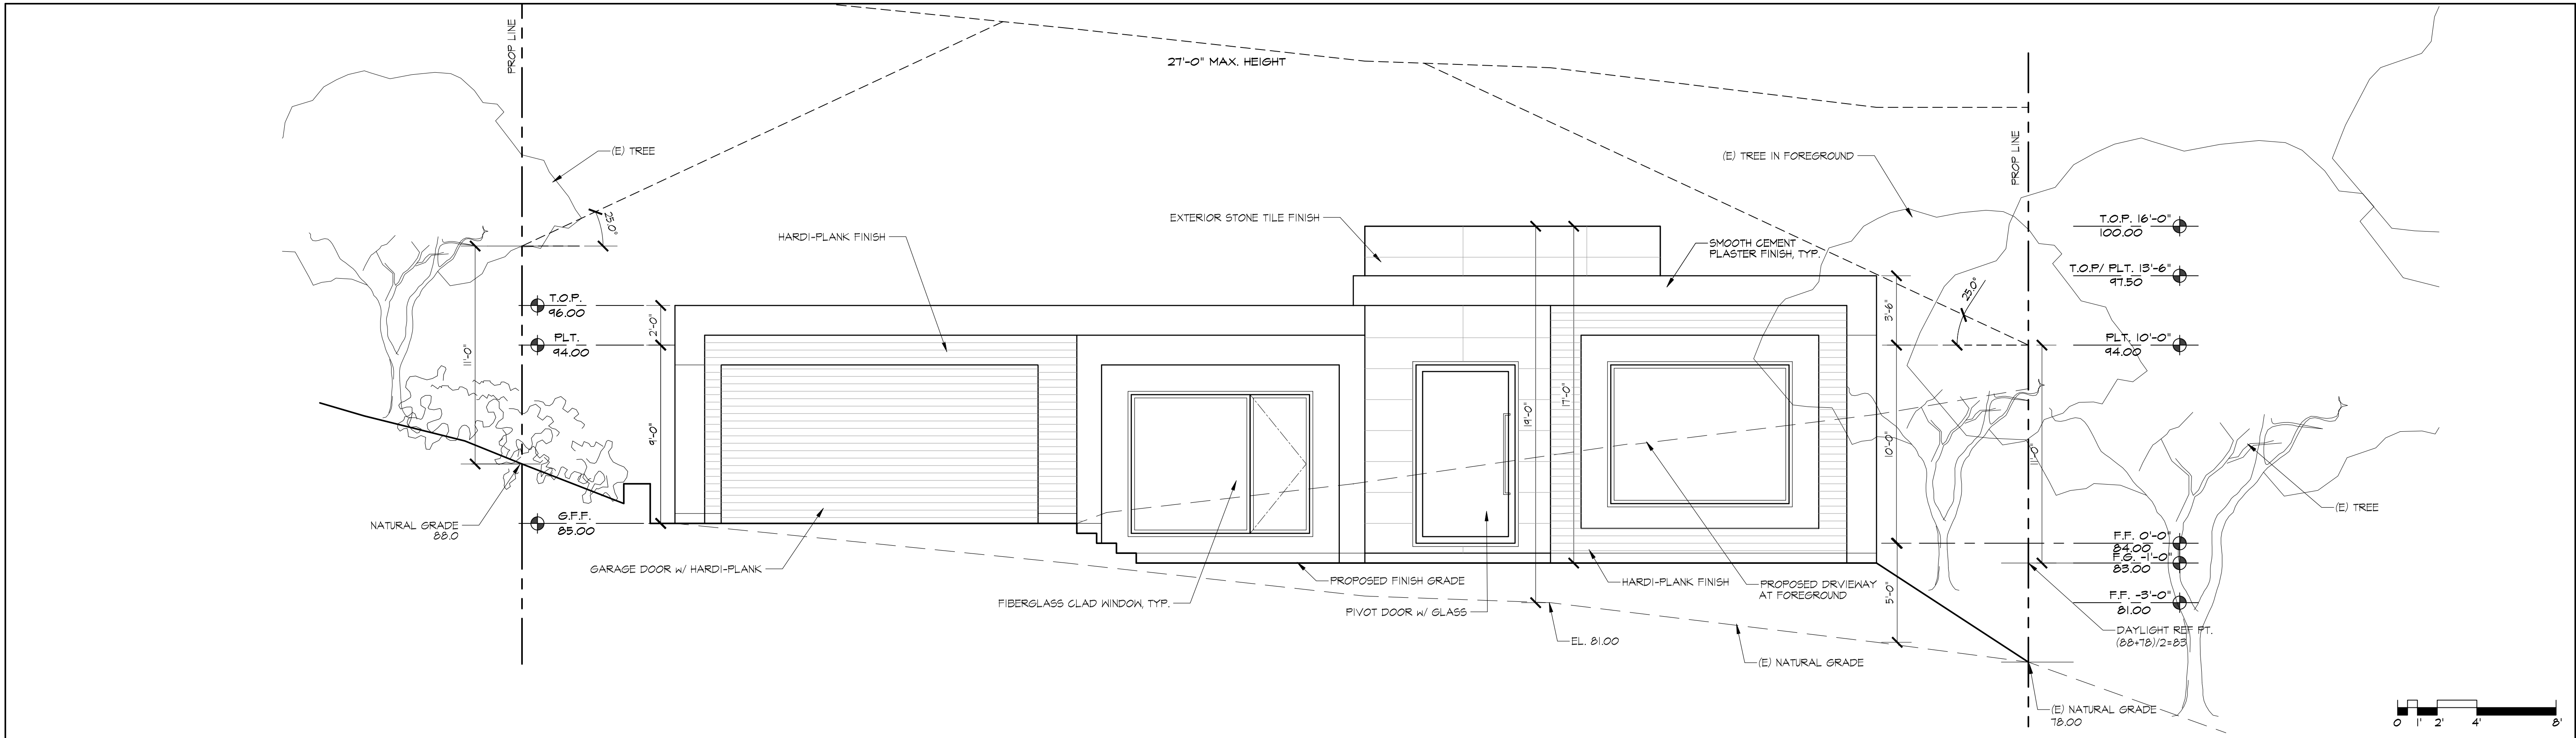 PROP LINE
27'-0" MAX. HEIGHT
PROP LINE
(E) TREE
(E) TREE IN FOREGROUND
25.0°
EXTERIOR STONE TILE FINISH
HARDI-PLANK FINISH
SMOOTH CEMENT
PLASTER FINISH, TYP.
T.O.P. 16'-0"
100.00
T.O.P/ PLT. 13'-6"
97.50
25.0°
T.O.P.
96.00
2'-0"
3'-6"
PLT.
94.00
PLT. 10'-0"
94.00
11'-0"
17'-0"
19'-0"
9'-0"
10'-0"
11'-0"
NATURAL GRADE
88.0
G.F.F.
85.00
(E) TREE
F.F. 0'-0"
84.00
F.G. -1'-0"
83.00
GARAGE DOOR W/ HARDI-PLANK
PROPOSED FINISH GRADE
HARDI-PLANK FINISH
PROPOSED DRVIEWAY
AT FOREGROUND
5'-0"
F.F. -3'-0"
81.00
FIBERGLASS CLAD WINDOW, TYP.
PIVOT DOOR W/ GLASS
EL. 81.00
DAYLIGHT REF PT.
(88+78)/2=83
(E) NATURAL GRADE
(E) NATURAL GRADE
78.00
0 1' 2' 4' 8'